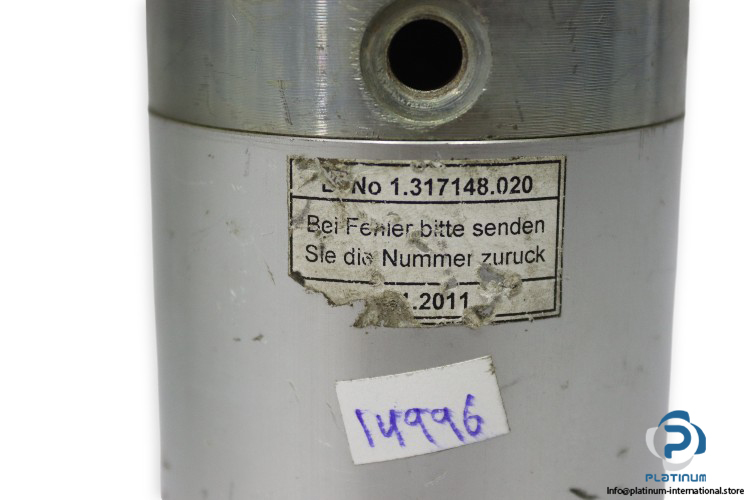 No 1.317148.020
Bei Fehler bitte senden
Sie die Nummer zuruck
.2011
14996
PLATINUM
Info@platinum-international.store